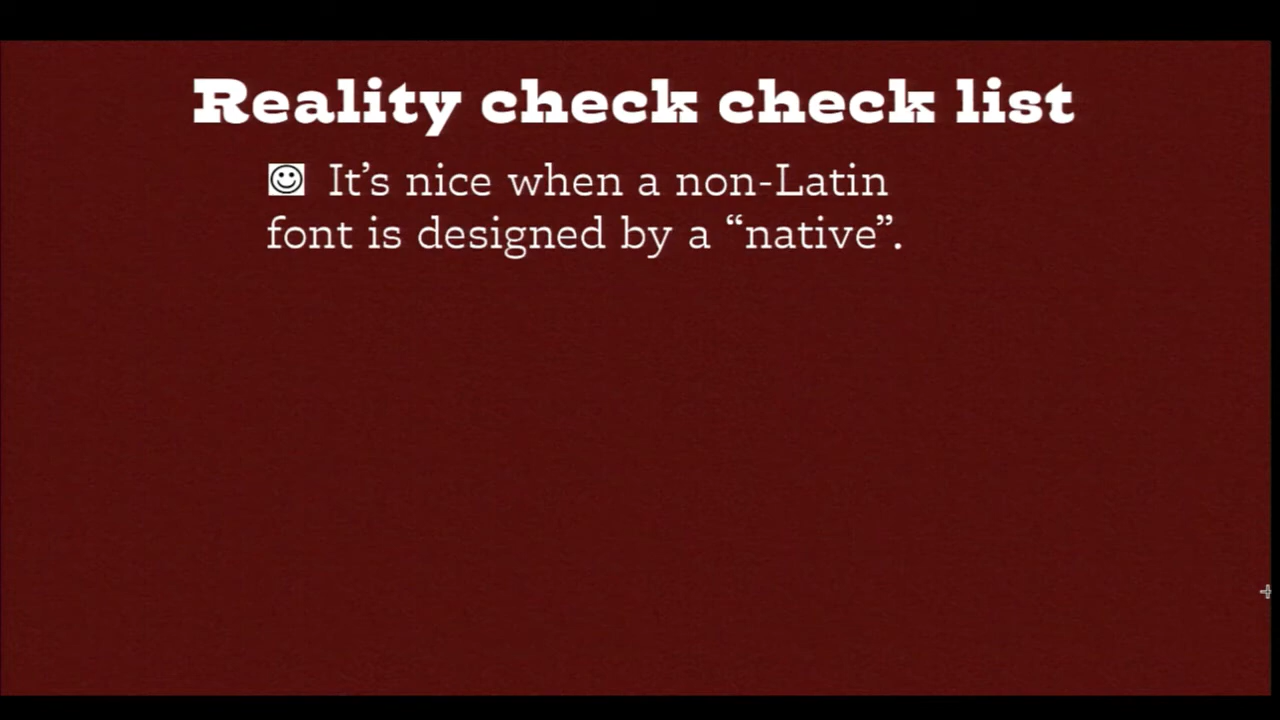 Reality check check list
☺ It’s nice when a non-Latin
font is designed by a “native”.